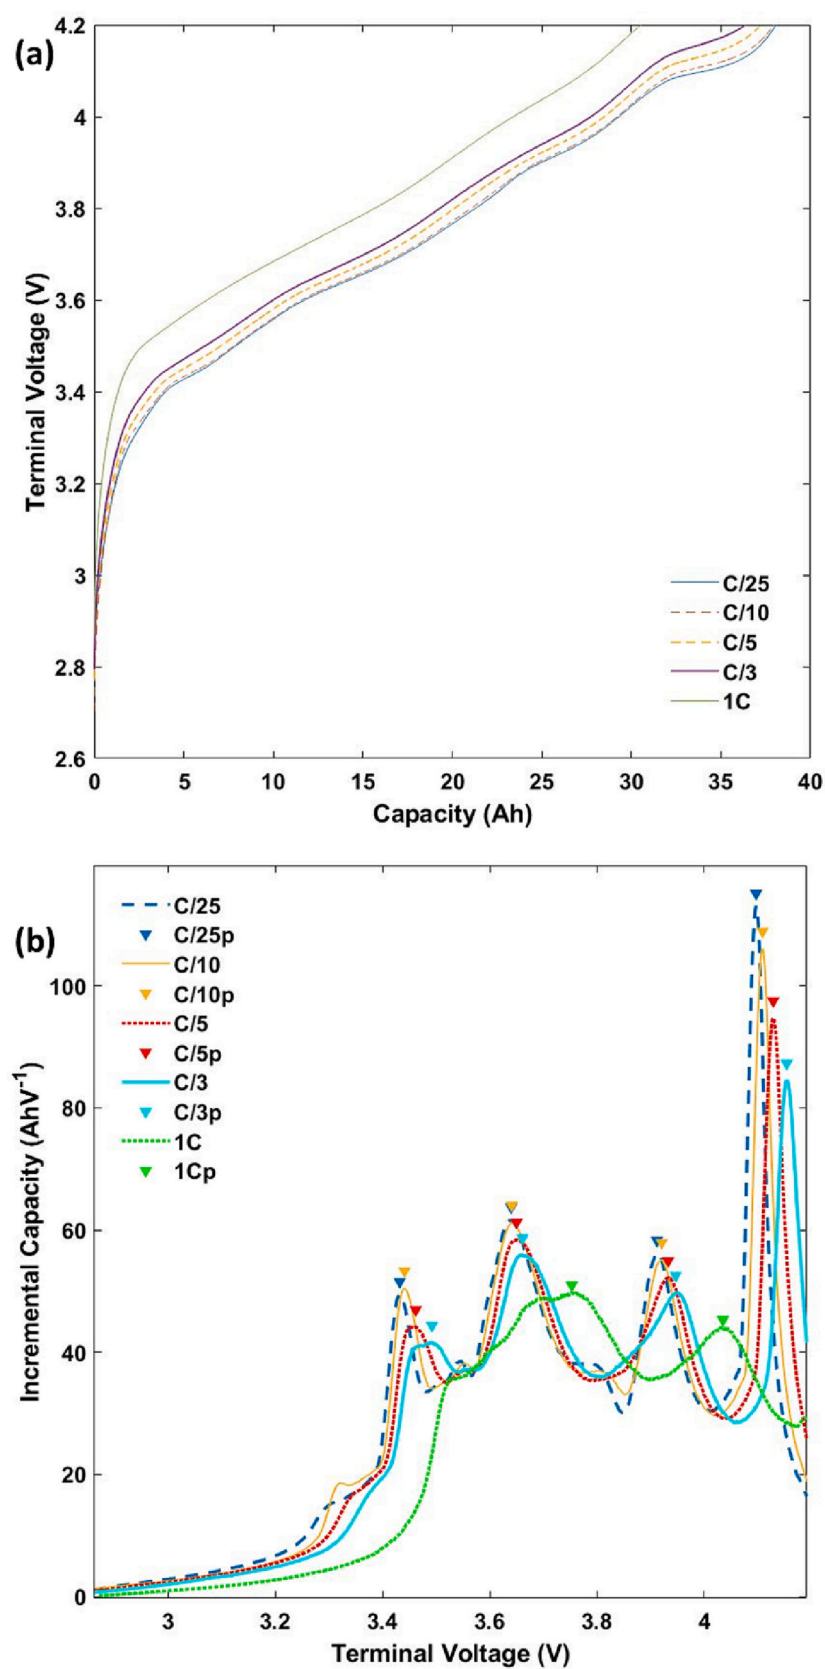 (a)
4.2
4
3.8
3.6
3.4
3.2
3
2.8
2.6
Terminal Voltage (V)
C/25
C/10
C/5
C/3
1C
0 5 10 15 20 25 30 35 40
Capacity (Ah)
(b)
C/25
C/25p
C/10
C/10p
C/5
C/5p
C/3
C/3p
1C
1Cp
100
80
60
40
20
0
Incremental Capacity (AhV⁻¹)
3 3.2 3.4 3.6 3.8 4
Terminal Voltage (V)